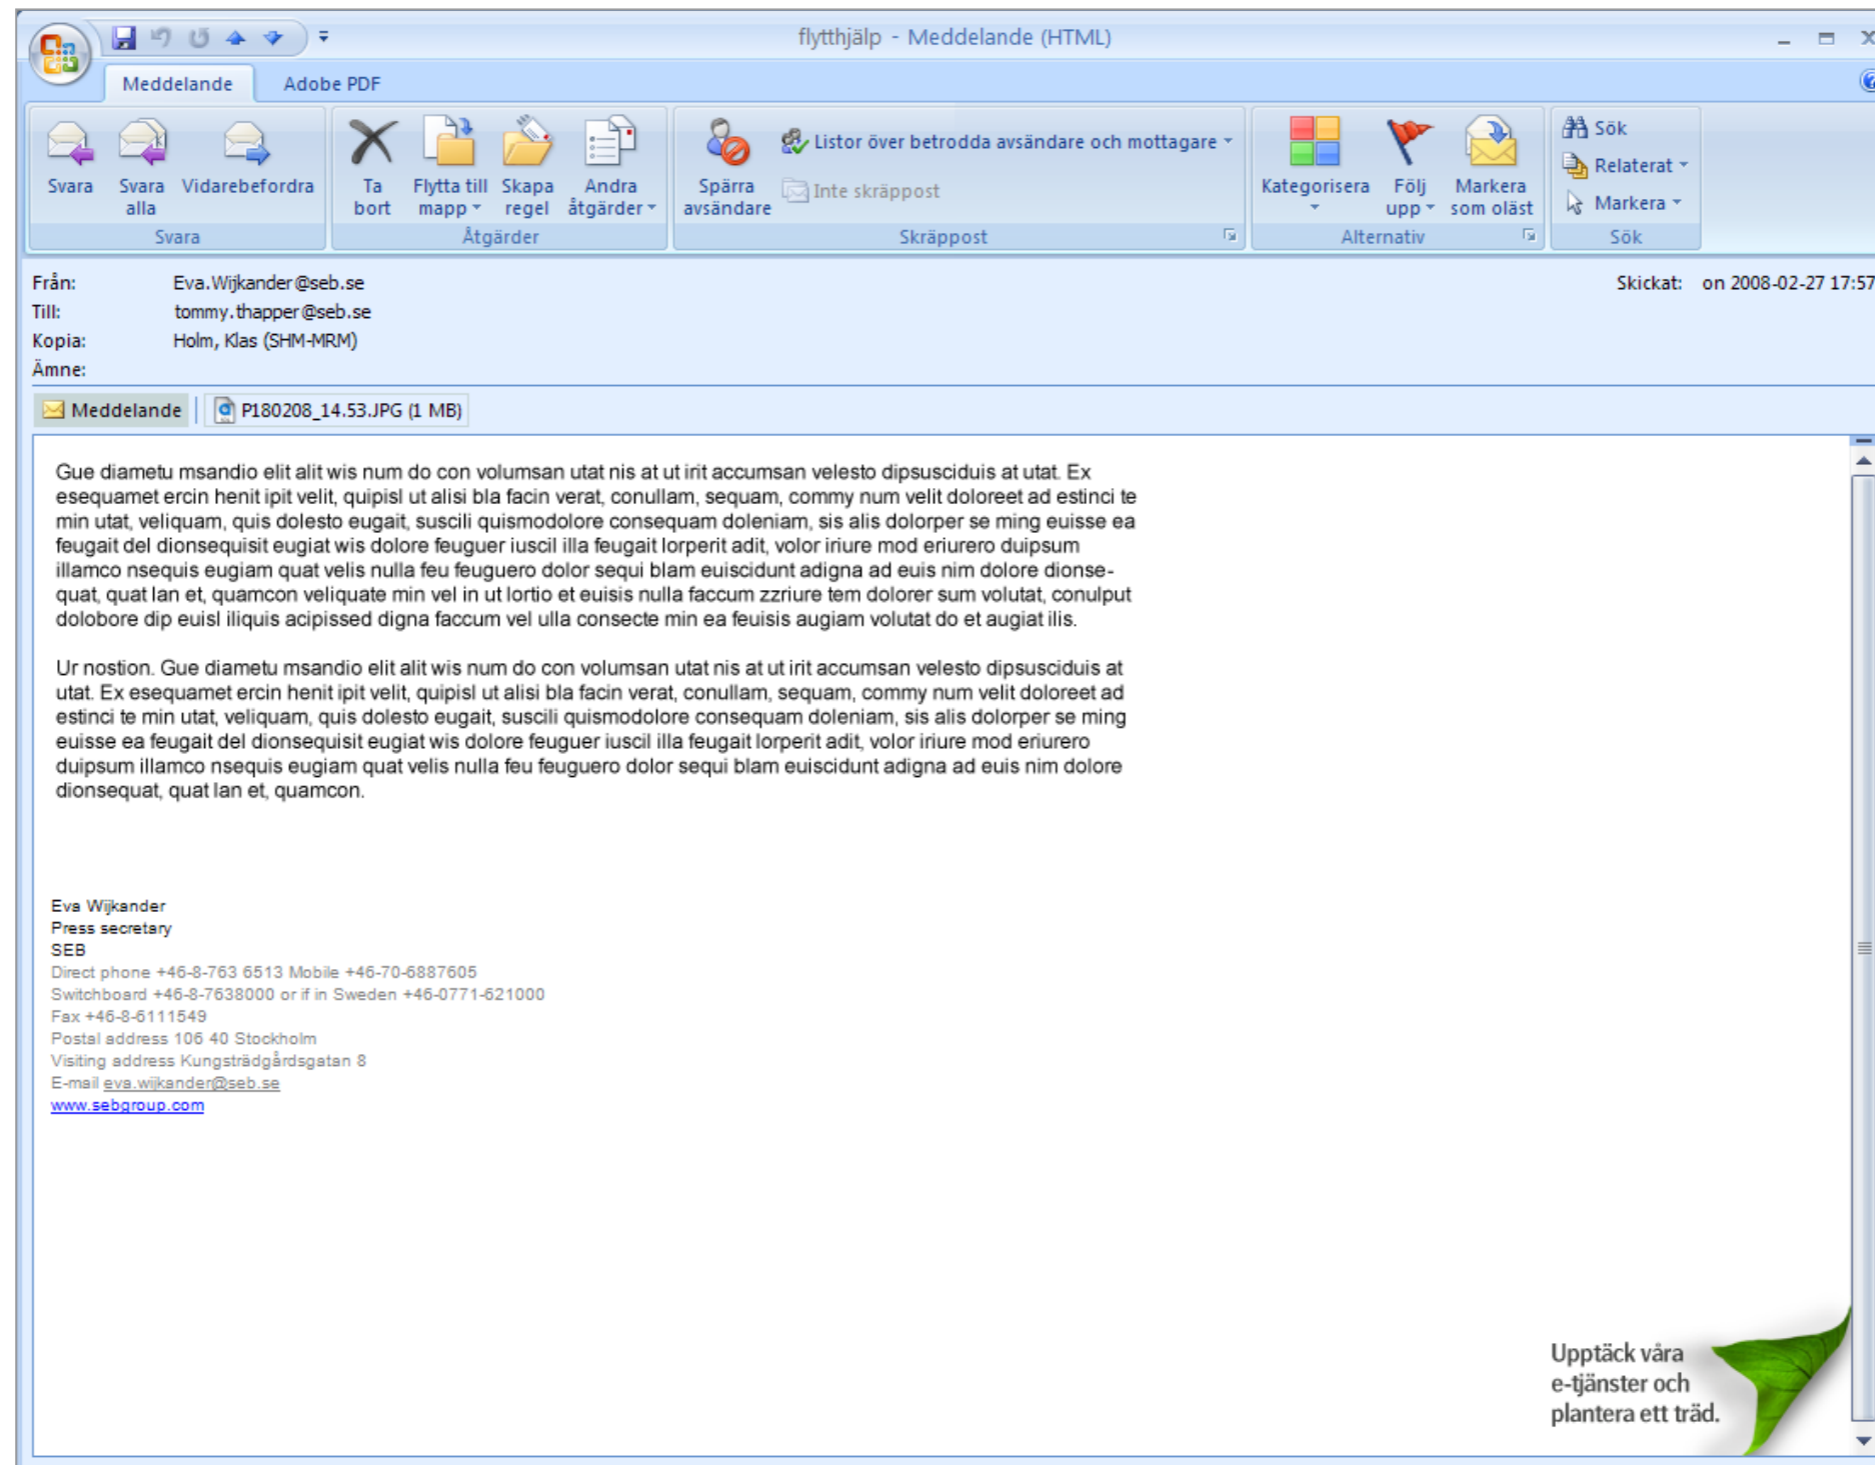 flytthjälp - Meddelande (HTML)
Meddelande Adobe PDF
Svara Svara alla Vidarebefordra
Svara
Ta bort Flytta till mapp Skapa regel Andra åtgärder
Åtgärder
Spärra avsändare Listor över betrodda avsändare och mottagare
Inte skräppost
Skräppost
Kategorisera Följ upp Markera som oläst
Alternativ
Sök
Relaterat
Markera
Sök
Från: Eva.Wijkander@seb.se Skickat: on 2008-02-27 17:57
Till: tommy.thapper@seb.se
Kopia: Holm, Klas (SHM-MRM)
Ämne:
Meddelande P180208_14.53.JPG (1 MB)
Gue diametu msandio elit alit wis num do con volumsan utat nis at ut irit accumsan velesto dipsusciduis at utat. Ex
esequamet ercin henit ipit velit, quipisl ut alisi bla facin verat, conullam, sequam, commy num velit doloreet ad estinci te
min utat, veliquam, quis dolesto eugait, suscili quismodolore consequam doleniam, sis alis dolorper se ming euisse ea
feugait del dionsequisit eugiat wis dolore feuguer iuscil illa feugait lorperit adit, volor iriure mod eriurero duipsum
illamco nsequis eugiam quat velis nulla feu feuguero dolor sequi blam euiscidunt adigna ad euis nim dolore dionse-
quat, quat lan et, quamcon veliquate min vel in ut lortio et euisis nulla faccum zzriure tem dolorer sum volutat, conulput
dolobore dip euisl iliquis acipissed digna faccum vel ulla consecte min ea feuisis augiam volutat do et augiat ilis.
Ur nostion. Gue diametu msandio elit alit wis num do con volumsan utat nis at ut irit accumsan velesto dipsusciduis at
utat. Ex esequamet ercin henit ipit velit, quipisl ut alisi bla facin verat, conullam, sequam, commy num velit doloreet ad
estinci te min utat, veliquam, quis dolesto eugait, suscili quismodolore consequam doleniam, sis alis dolorper se ming
euisse ea feugait del dionsequisit eugiat wis dolore feuguer iuscil illa feugait lorperit adit, volor iriure mod eriurero
duipsum illamco nsequis eugiam quat velis nulla feu feuguero dolor sequi blam euiscidunt adigna ad euis nim dolore
dionsequat, quat lan et, quamcon.
Eva Wijkander
Press secretary
SEB
Direct phone +46-8-763 6513 Mobile +46-70-6887605
Switchboard +46-8-7638000 or if in Sweden +46-0771-621000
Fax +46-8-6111549
Postal address 106 40 Stockholm
Visiting address Kungsträdgårdsgatan 8
E-mail eva.wijkander@seb.se
www.sebgroup.com
Upptäck våra
e-tjänster och
plantera ett träd.